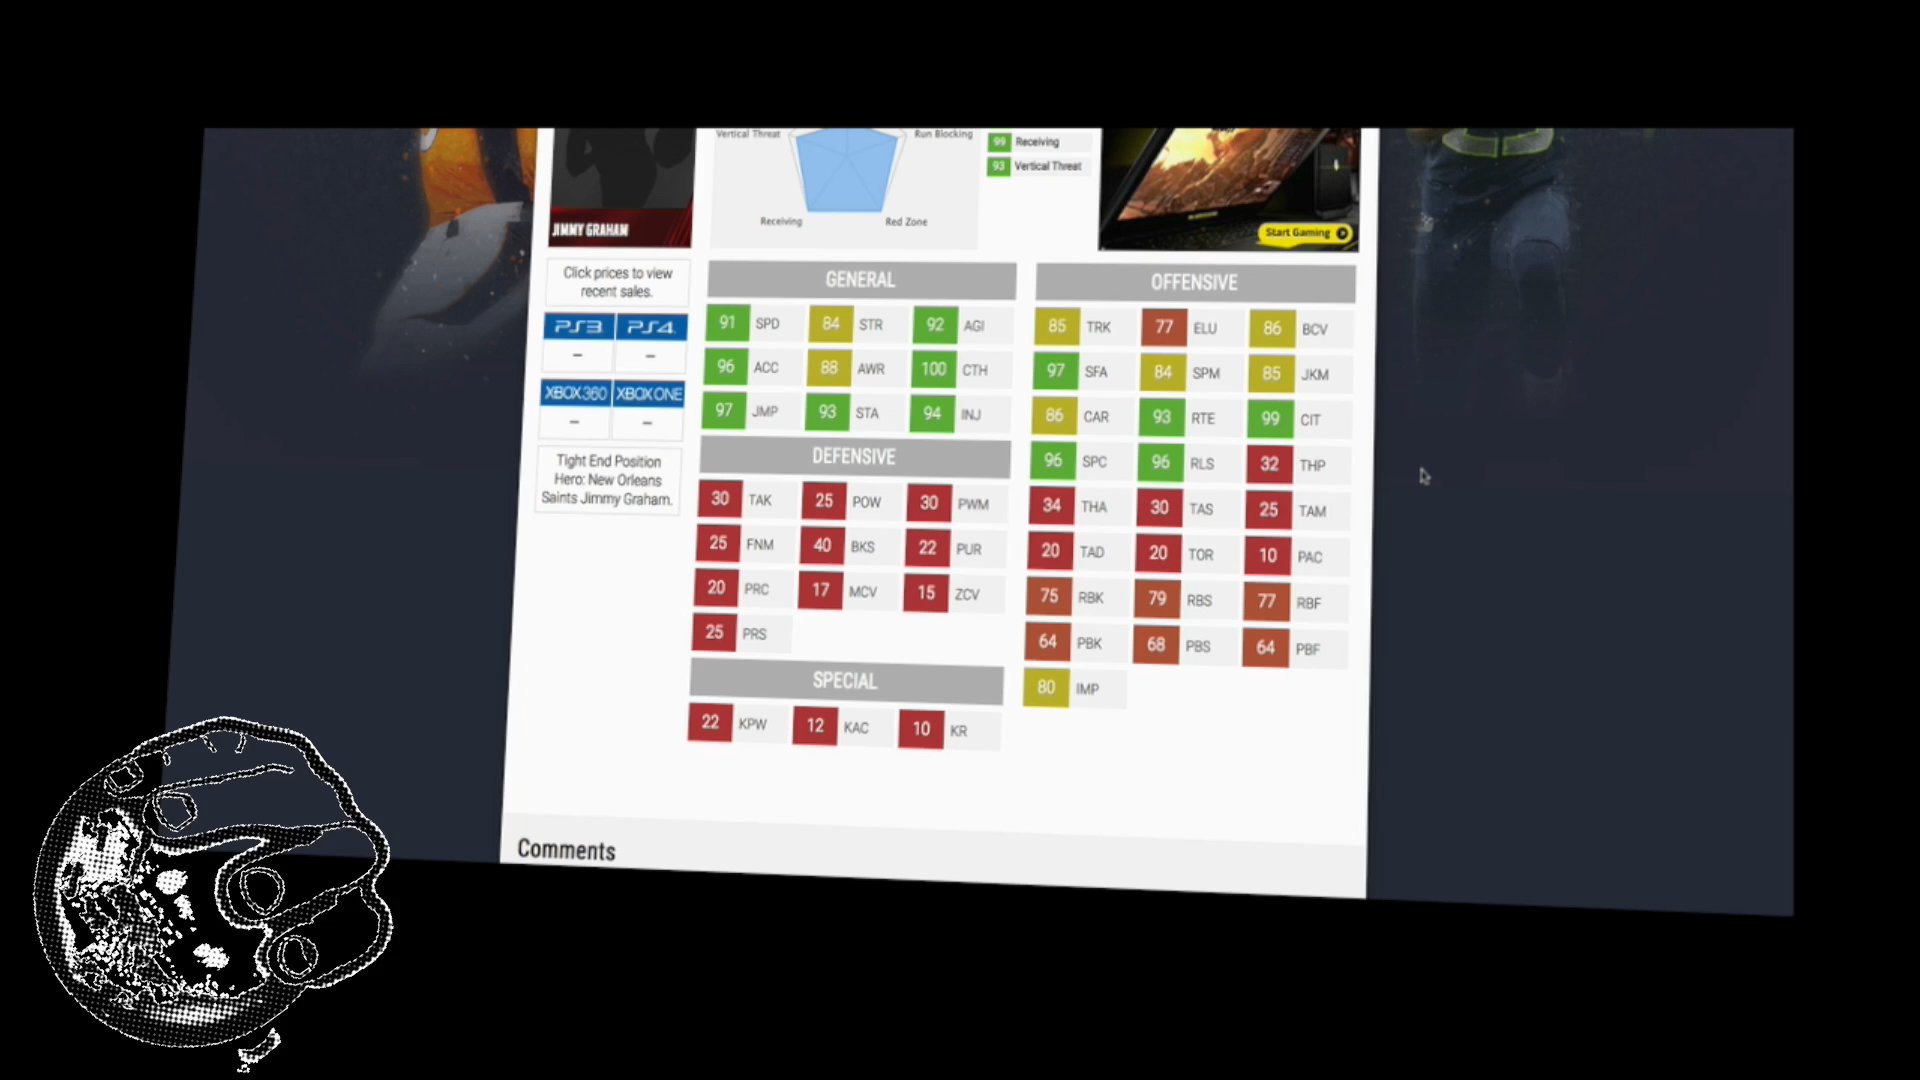 Vertical Threat
Run Blocking
Receiving
Red Zone
99 Receiving
93 Vertical Threat
Start Gaming
JIMMY GRAHAM
Click prices to view
recent sales.
PS3 PS4
– –
XBOX 360 XBOX ONE
– –
Tight End Position
Hero: New Orleans
Saints Jimmy Graham.
GENERAL
91 SPD 84 STR 92 AGI
96 ACC 88 AWR 100 CTH
97 JMP 93 STA 94 INJ
DEFENSIVE
30 TAK 25 POW 30 PWM
25 FNM 40 BKS 22 PUR
20 PRC 17 MCV 15 ZCV
25 PRS
SPECIAL
22 KPW 12 KAC 10 KR
OFFENSIVE
85 TRK 77 ELU 86 BCV
97 SFA 84 SPM 85 JKM
86 CAR 93 RTE 99 CIT
96 SPC 96 RLS 32 THP
34 THA 30 TAS 25 TAM
20 TAD 20 TOR 10 PAC
75 RBK 79 RBS 77 RBF
64 PBK 68 PBS 64 PBF
80 IMP
Comments